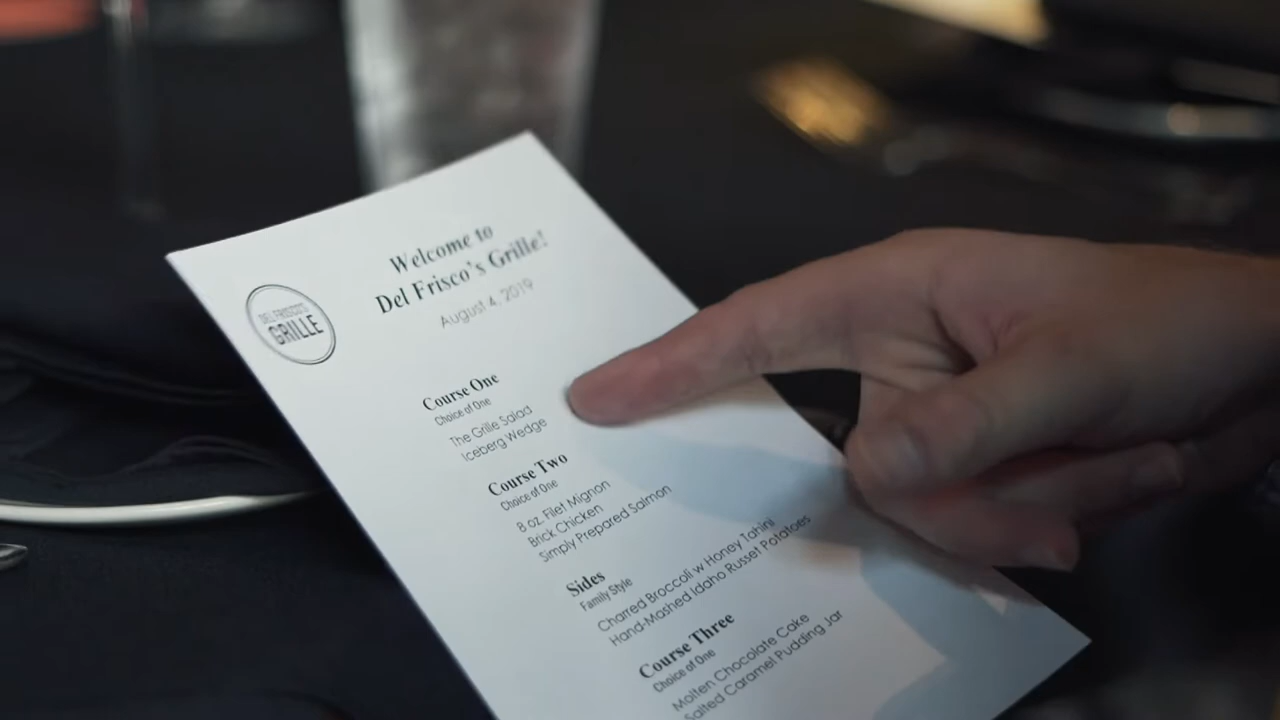 Welcome to
Del Frisco's Grille!
August 4, 2019
DEL FRISCO'S
GRILLE
Course One
Choice of One
The Grille Salad
Iceberg Wedge
Course Two
Choice of One
8 oz. Filet Mignon
Brick Chicken
Simply Prepared Salmon
Sides
Family Style
Charred Broccoli w Honey Tahini
Hand-Mashed Idaho Russet Potatoes
Course Three
Choice of One
Molten Chocolate Cake
Salted Caramel Pudding Jar